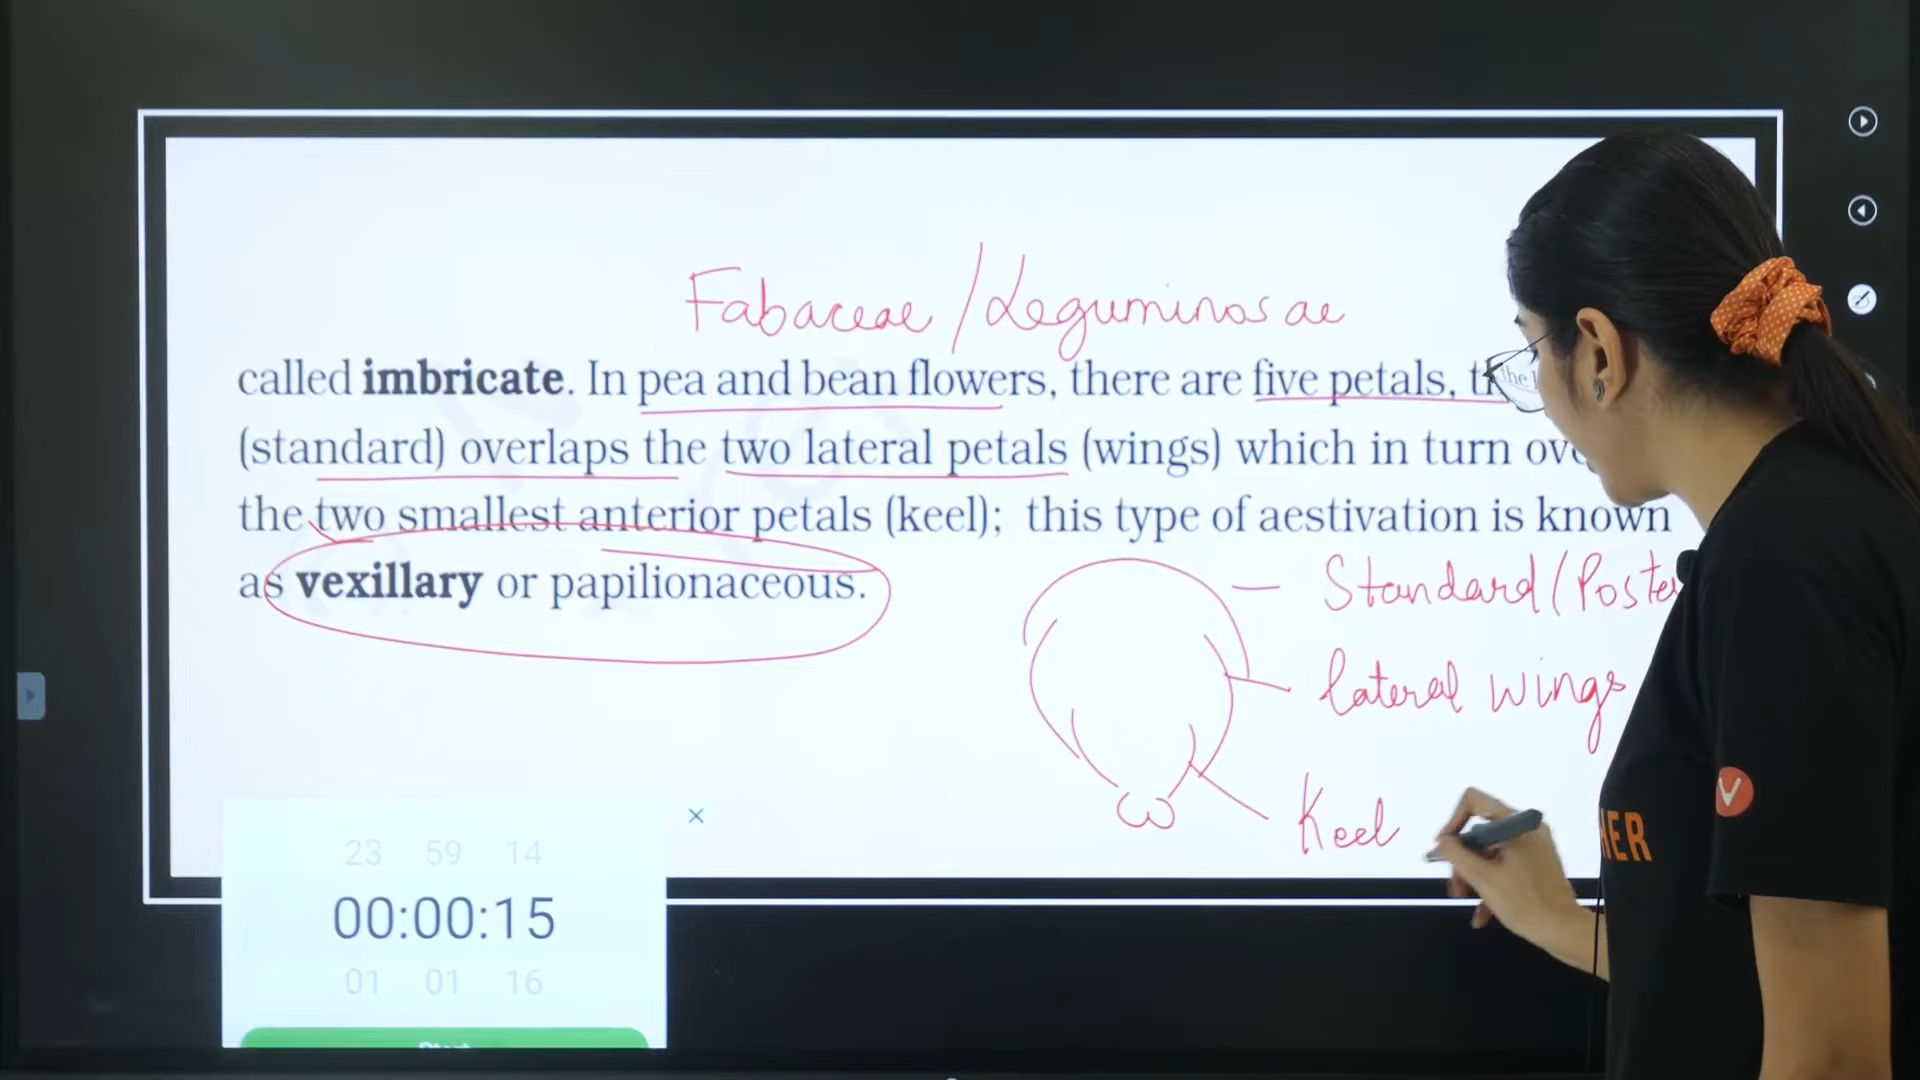 Fabaceae / Leguminosae
called imbricate. In pea and bean flowers, there are five petals, the
(standard) overlaps the two lateral petals (wings) which in turn
the two smallest anterior petals (keel); this type of aestivation is known
as vexillary or papilionaceous.
Standard (Poste
lateral wings
Keel
ω
23 59 14
00:00:15
01 01 16
HER
V